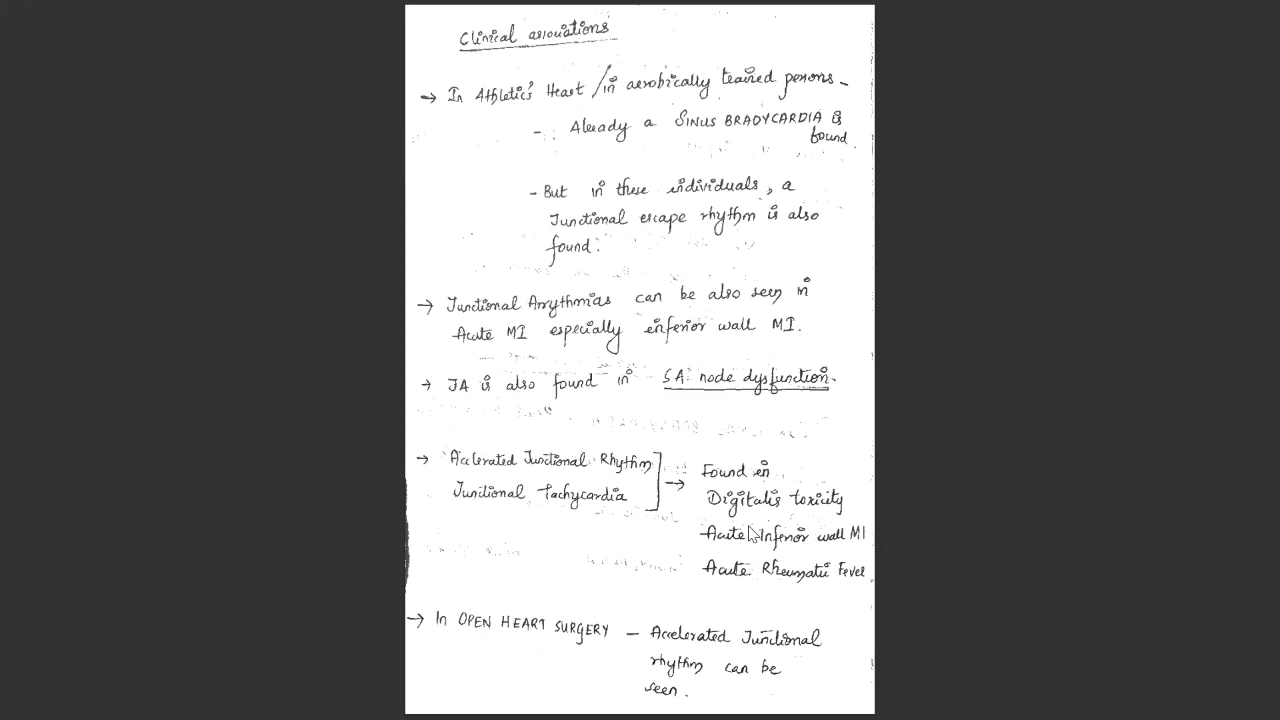 Clinical associations
→ In Athletic's Heart / in aerobically trained persons -
- Already a SINUS BRADYCARDIA is
found
- But in these individuals, a
Junctional escape rhythm is also
found.
→ Junctional Arrythmias can be also seen in
Acute MI especially inferior wall MI.
→ JA is also found in SA node dysfunction.
→ Acclerated Junctional Rhythm
Junctional Tachycardia
→ Found in
Digitalis toxicity
Acute Inferior wall MI
Acute Rheumatic Fever
→ In OPEN HEART SURGERY - Accelerated Junctional
rhythm can be
seen.